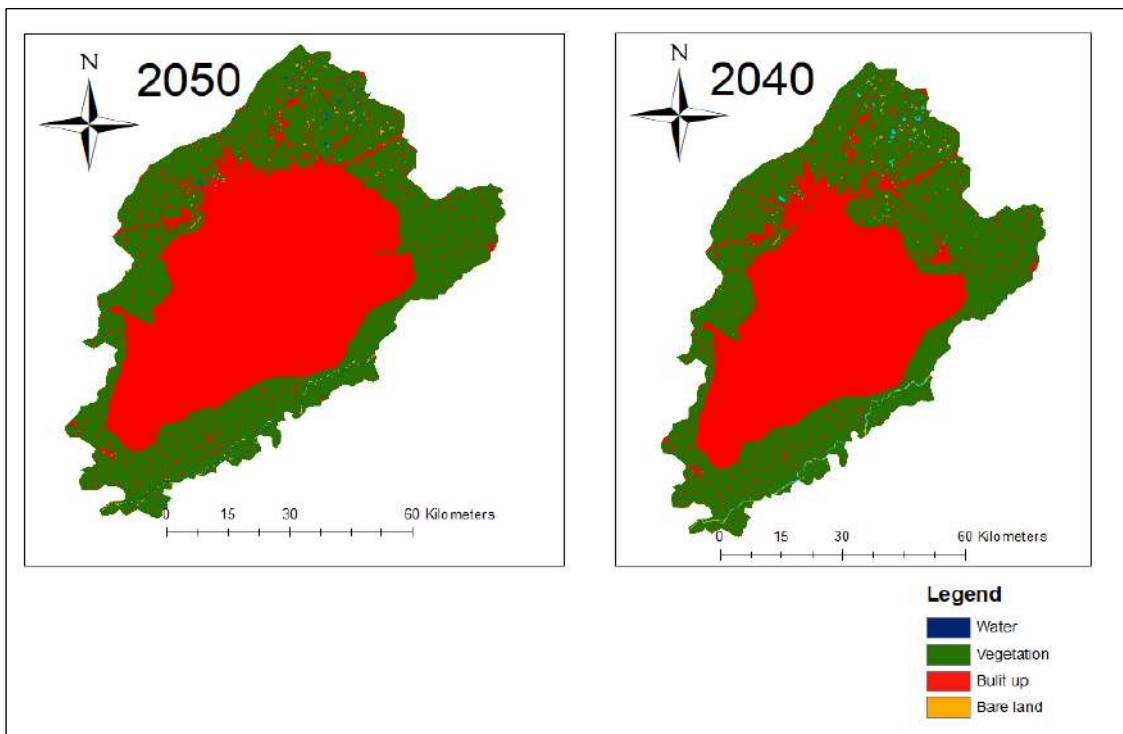 N
2050
0 15 30 60 Kilometers
N
2040
0 15 30 60 Kilometers
Legend
Water
Vegetation
Bulit up
Bare land